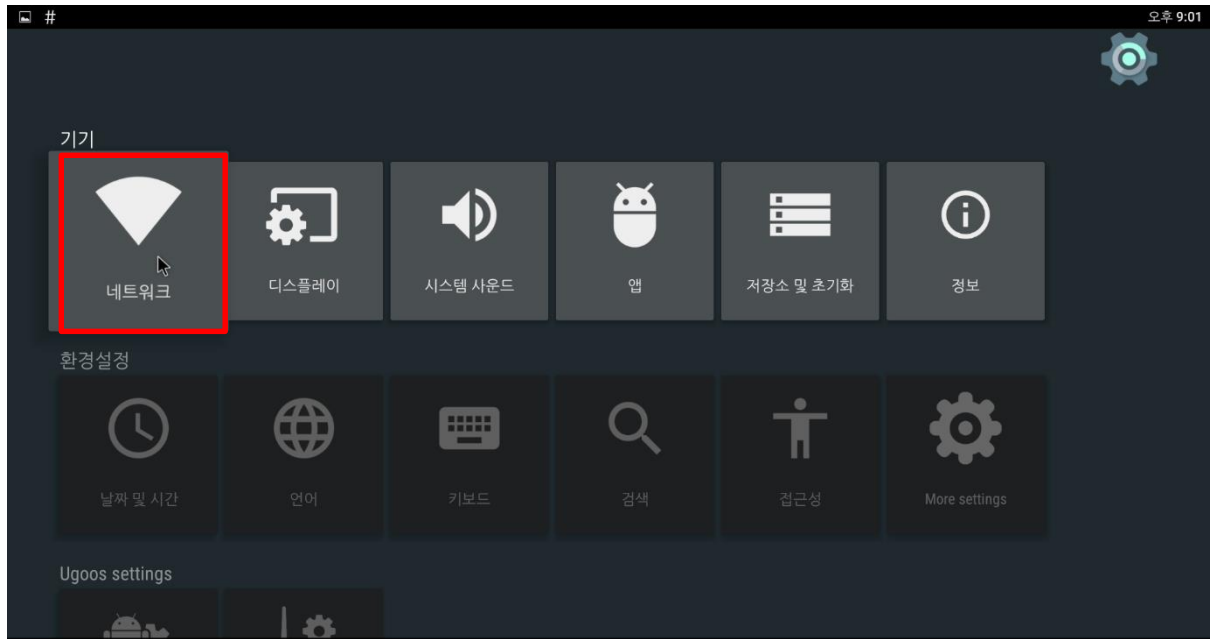 # 오후 9:01
기기
네트워크 디스플레이 시스템 사운드 앱 저장소 및 초기화 정보
환경설정
날짜 및 시간 언어 키보드 검색 접근성 More settings
Ugoos settings